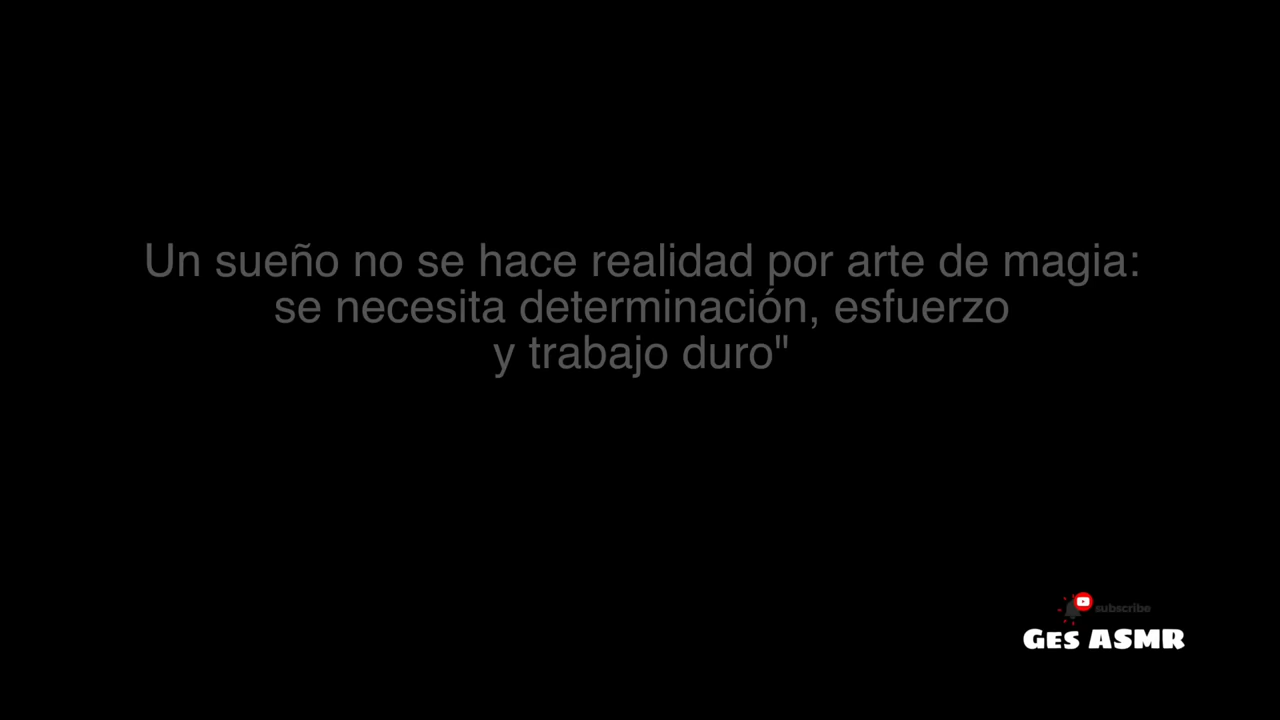 Un sueño no se hace realidad por arte de magia:
se necesita determinación, esfuerzo
y trabajo duro"
subscribe
GES ASMR